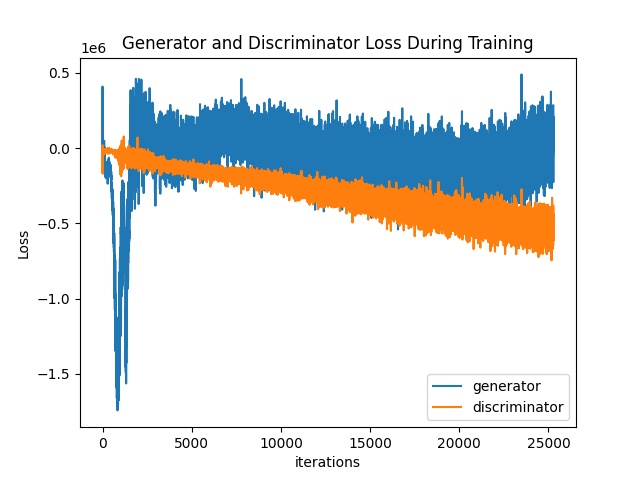 Generator and Discriminator Loss During Training
1e6
0.5
0.0
−0.5
−1.0
−1.5
Loss
0
5000
10000
15000
20000
25000
iterations
generator
discriminator